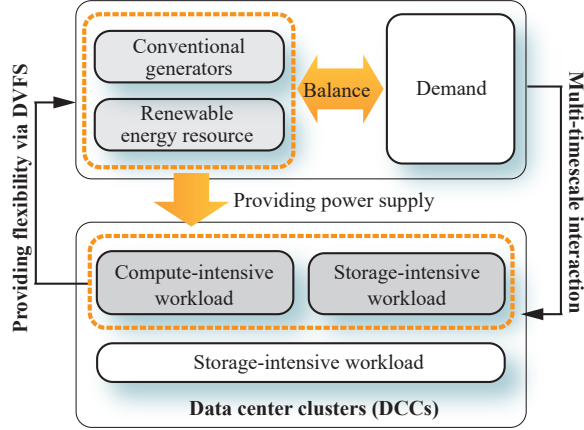 Providing flexibility via DVFS
Conventional
generators
Renewable
energy resource
Balance
Demand
Multi-timescale
interaction
Providing power supply
Compute-intensive
workload
Storage-intensive
workload
Storage-intensive workload
Data center clusters (DCCs)